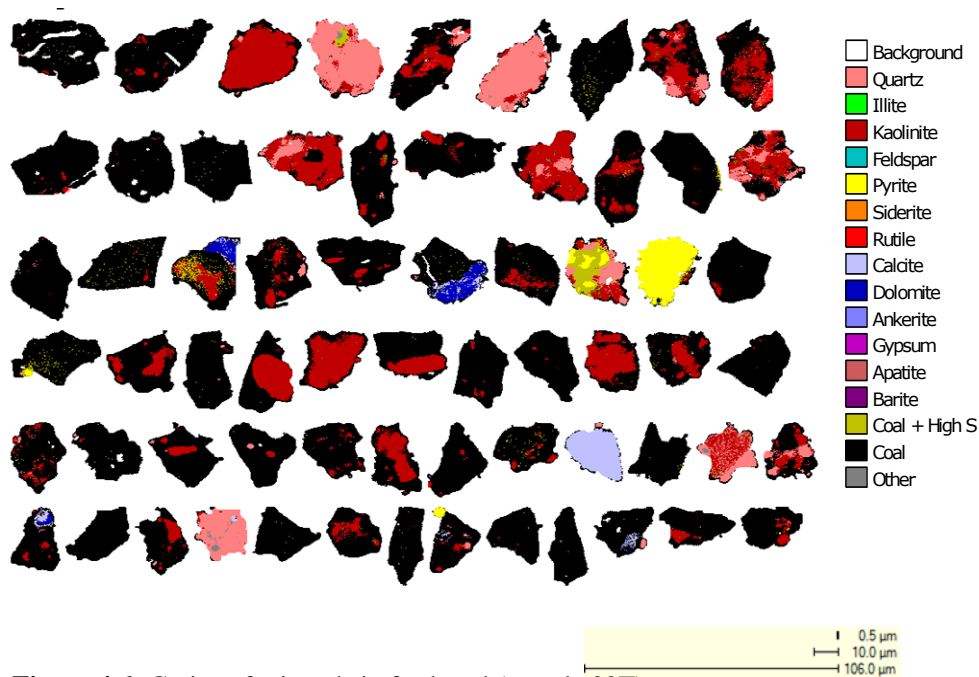 Background
Quartz
Illite
Kaolinite
Feldspar
Pyrite
Siderite
Rutile
Calcite
Dolomite
Ankerite
Gypsum
Apatite
Barite
Coal + High S
Coal
Other
0.5 µm
10.0 µm
106.0 µm